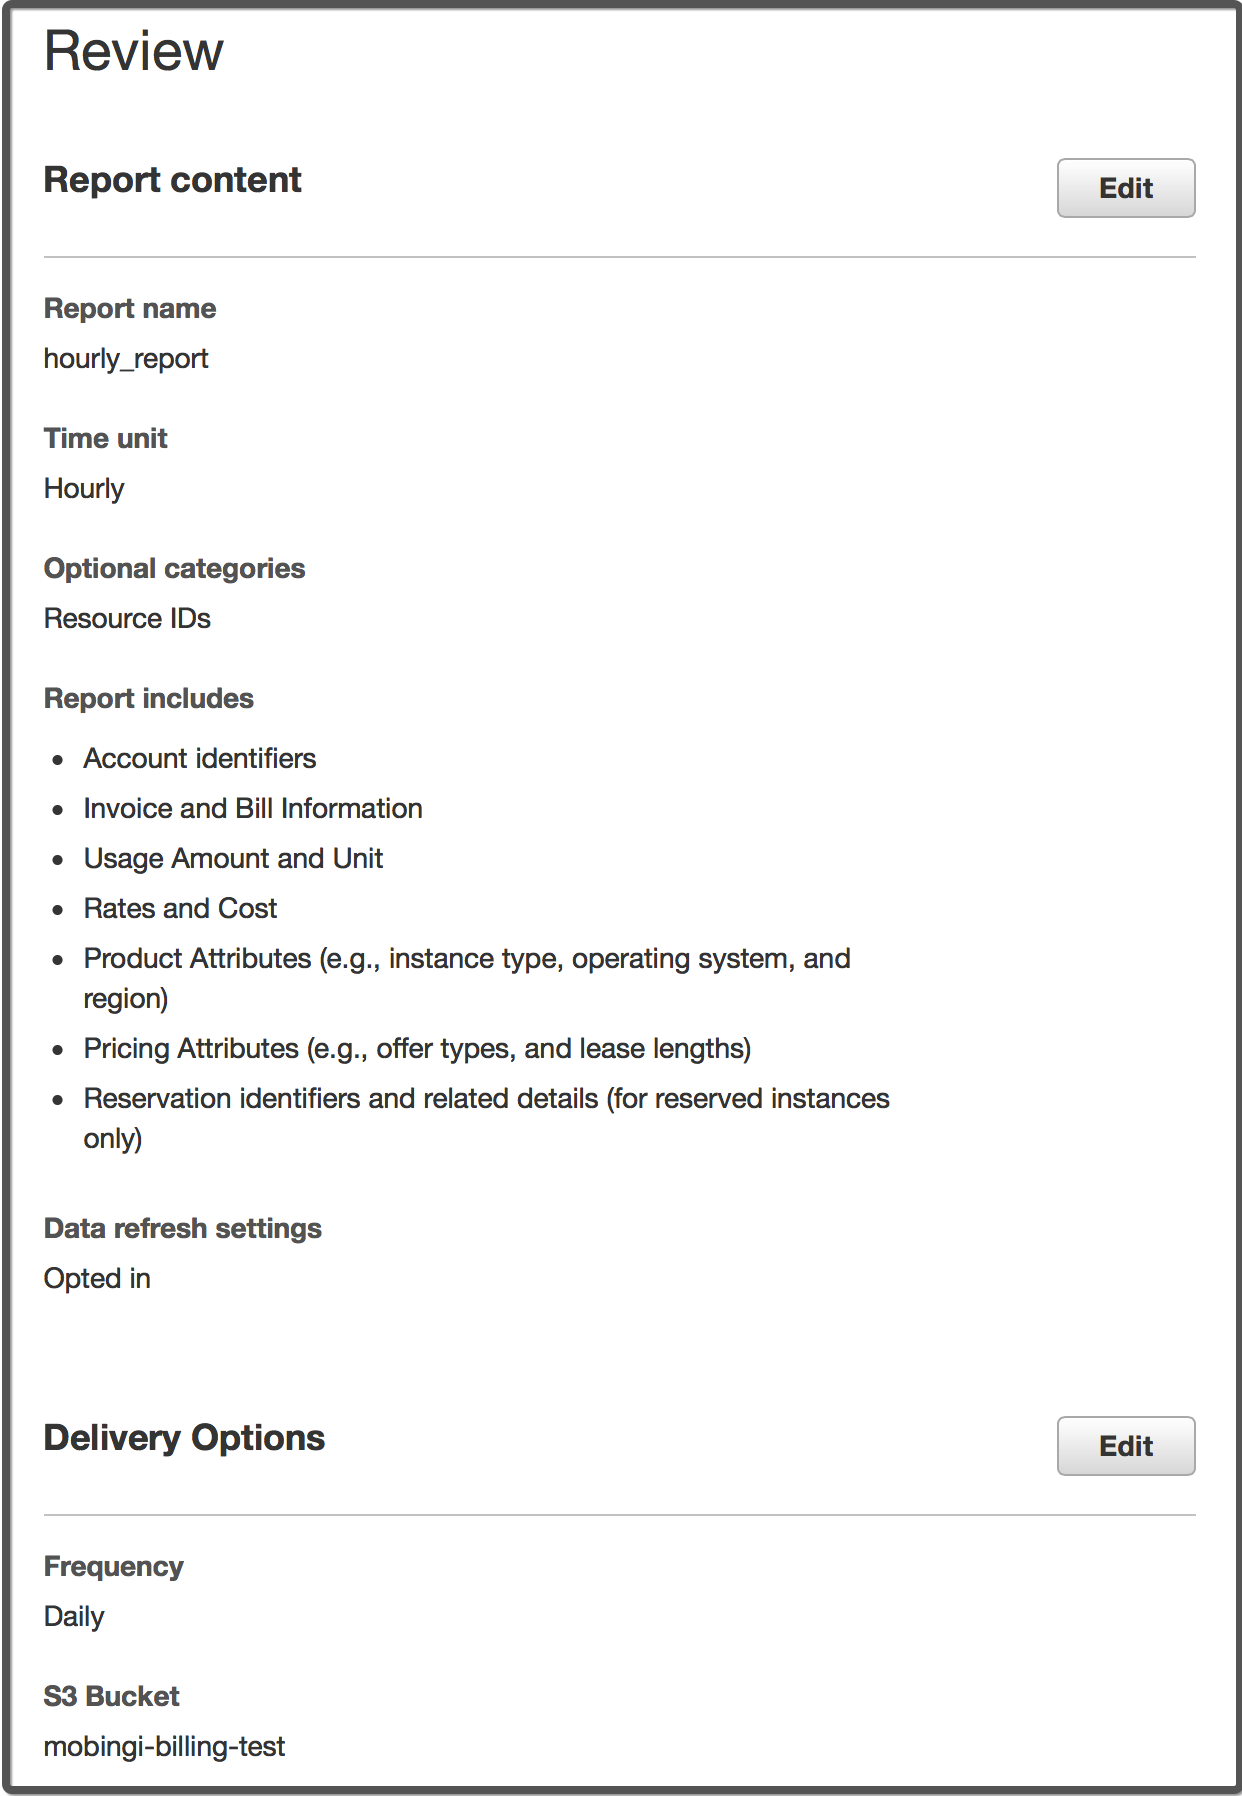 Review
Report content
Edit
Report name
hourly_report
Time unit
Hourly
Optional categories
Resource IDs
Report includes
• Account identifiers
• Invoice and Bill Information
• Usage Amount and Unit
• Rates and Cost
• Product Attributes (e.g., instance type, operating system, and
region)
• Pricing Attributes (e.g., offer types, and lease lengths)
• Reservation identifiers and related details (for reserved instances
only)
Data refresh settings
Opted in
Delivery Options
Edit
Frequency
Daily
S3 Bucket
mobingi-billing-test